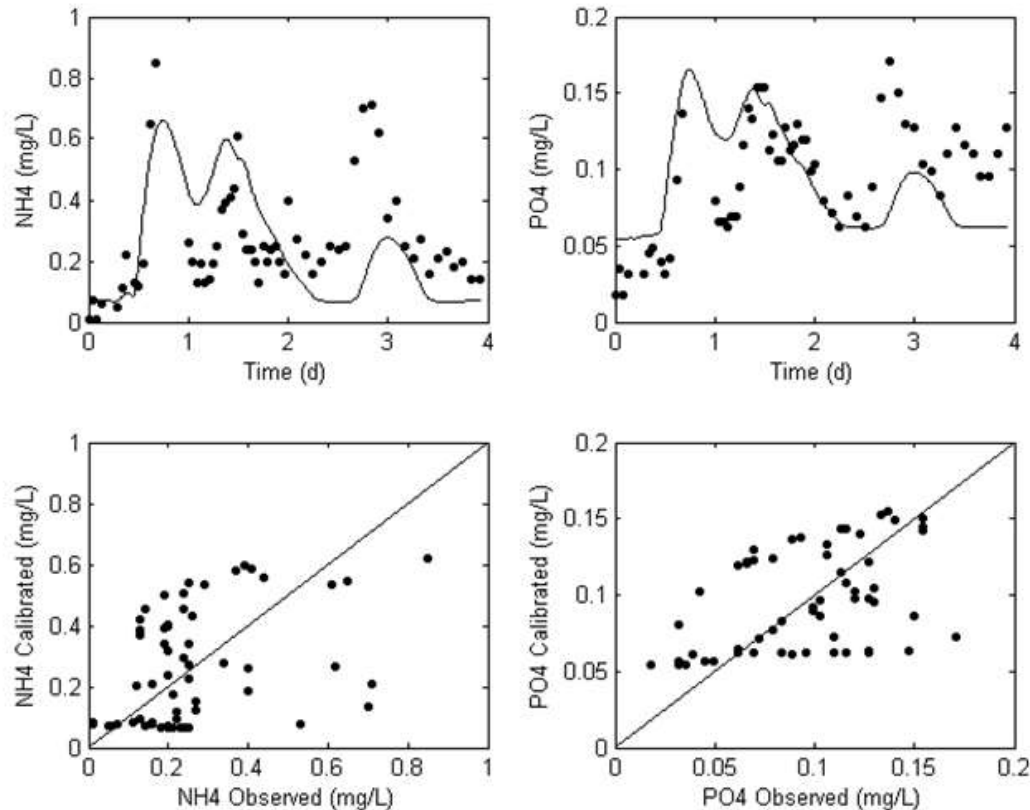 NH4 (mg/L)
1
0.8
0.6
0.4
0.2
0
0 1 2 3 4
Time (d)
PO4 (mg/L)
0.2
0.15
0.1
0.05
0
0 1 2 3 4
Time (d)
NH4 Calibrated (mg/L)
1
0.8
0.6
0.4
0.2
0
0 0.2 0.4 0.6 0.8 1
NH4 Observed (mg/L)
PO4 Calibrated (mg/L)
0.2
0.15
0.1
0.05
0
0 0.05 0.1 0.15 0.2
PO4 Observed (mg/L)